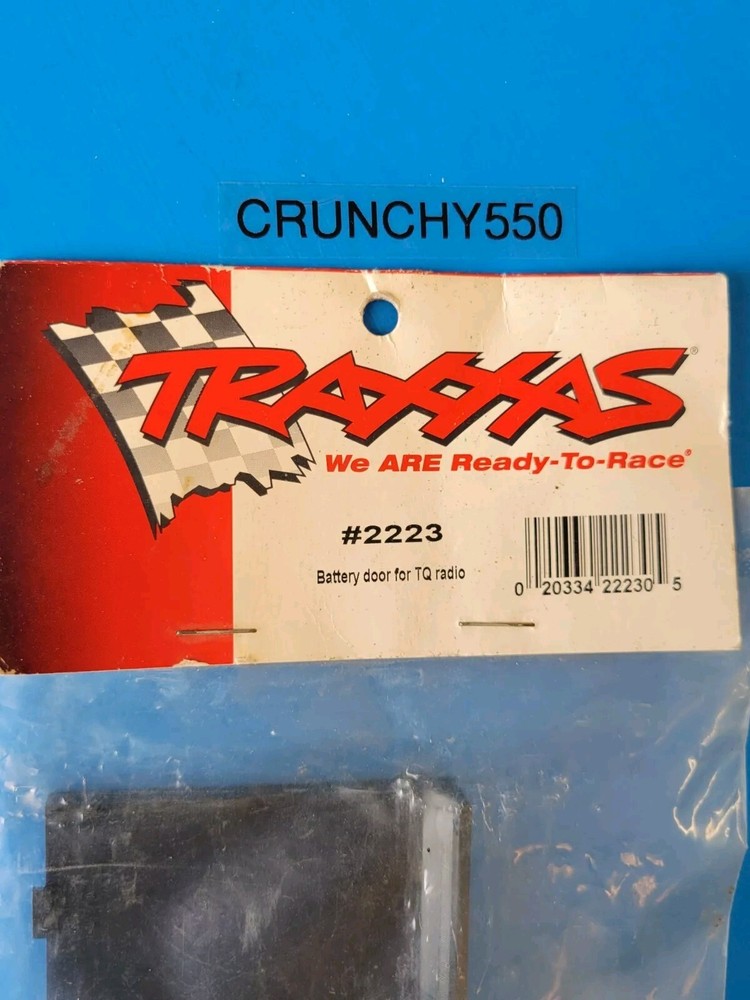 CRUNCHY550
TRAXXAS®
We ARE Ready-To-Race®
#2223
Battery door for TQ radio
0 20334 22230 5